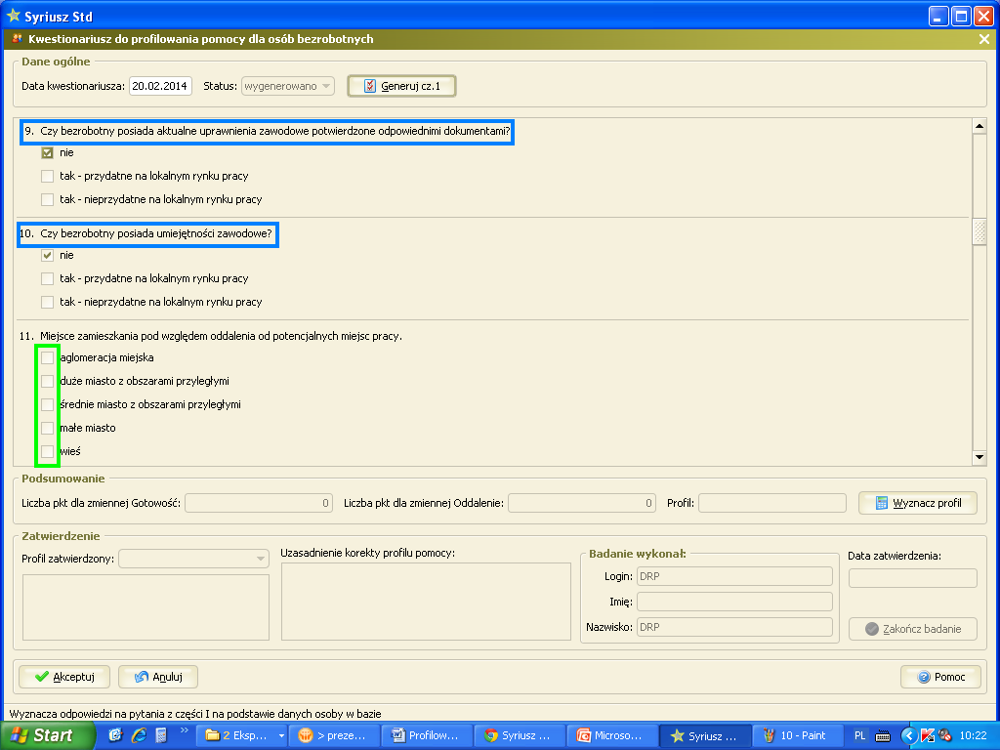 Syriusz Std
Kwestionariusz do profilowania pomocy dla osób bezrobotnych
Dane ogólne
Data kwestionariusza: 20.02.2014 Status: wygenerowano Generuj cz.1
9. Czy bezrobotny posiada aktualne uprawnienia zawodowe potwierdzone odpowiednimi dokumentami?
nie
tak - przydatne na lokalnym rynku pracy
tak - nieprzydatne na lokalnym rynku pracy
10. Czy bezrobotny posiada umiejętności zawodowe?
nie
tak - przydatne na lokalnym rynku pracy
tak - nieprzydatne na lokalnym rynku pracy
11. Miejsce zamieszkania pod względem oddalenia od potencjalnych miejsc pracy.
aglomeracja miejska
duże miasto z obszarami przyległymi
średnie miasto z obszarami przyległymi
małe miasto
wieś
Podsumowanie
Liczba pkt dla zmiennej Gotowość: 0 Liczba pkt dla zmiennej Oddalenie: 0 Profil: Wyznacz profil
Zatwierdzenie
Profil zatwierdzony: Uzasadnienie korekty profilu pomocy: Badanie wykonał: Data zatwierdzenia:
Login: DRP
Imię:
Nazwisko: DRP Zakończ badanie
Akceptuj Anuluj Pomoc
Wyznacza odpowiedzi na pytania z części I na podstawie danych osoby w bazie
Start » 2 Eksp... > preze... Profilow... Syriusz ... Microso... Syriusz ... 10 - Paint PL 10:22